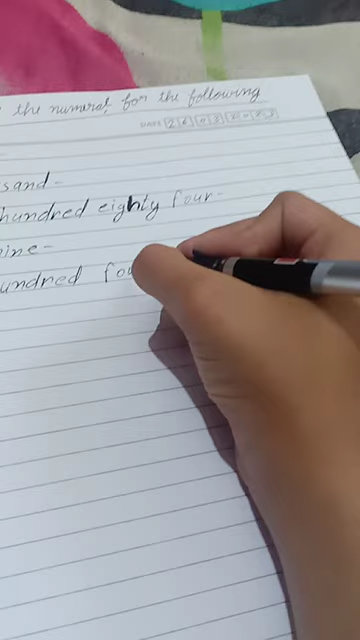 the numeral for the following
DATE
sand-
hundred eighty four-
ine-
undred fou